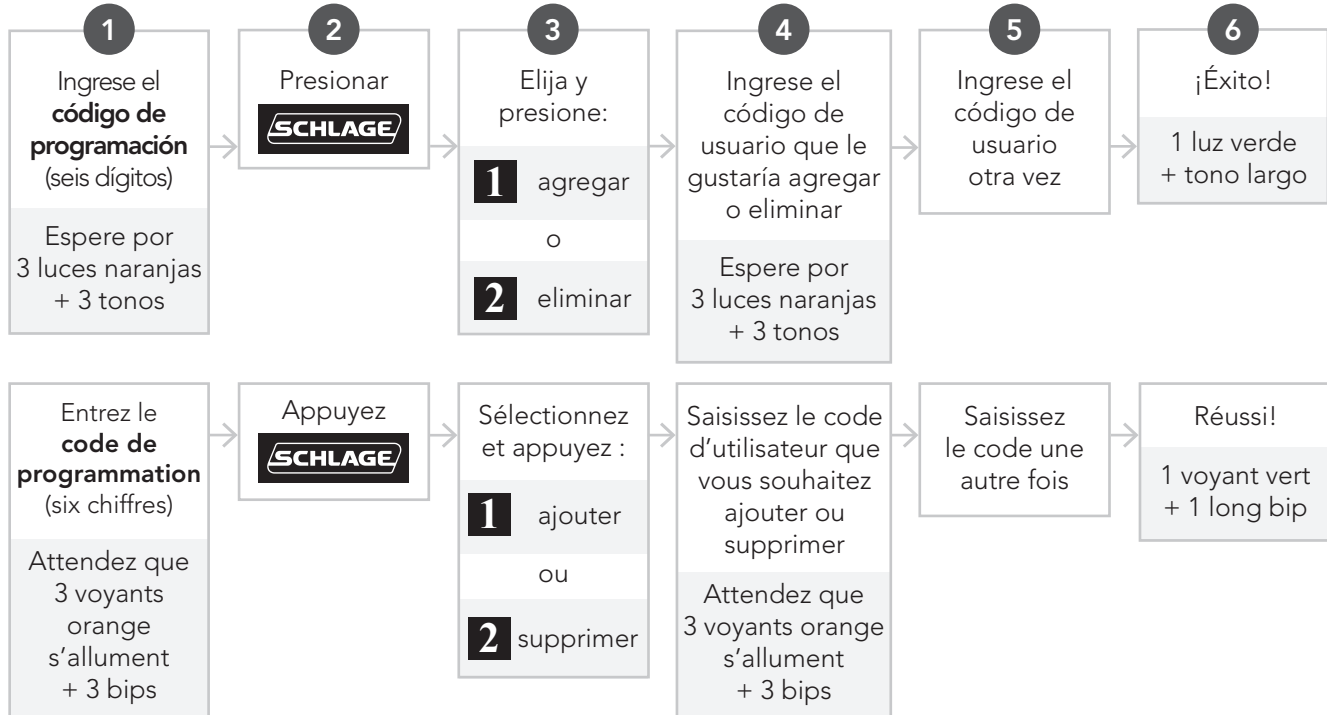 1
Ingrese el
código de
programación
(seis dígitos)
Espere por
3 luces naranjas
+ 3 tonos
2
Presionar
SCHLAGE
3
Elija y
presione:
1 agregar
o
2 eliminar
4
Ingrese el
código de
usuario que le
gustaría agregar
o eliminar
Espere por
3 luces naranjas
+ 3 tonos
5
Ingrese el
código de
usuario
otra vez
6
¡Éxito!
1 luz verde
+ tono largo
Entrez le
code de
programmation
(six chiffres)
Attendez que
3 voyants
orange
s’allument
+ 3 bips
Appuyez
SCHLAGE
Sélectionnez
et appuyez :
1 ajouter
ou
2 supprimer
Saisissez le code
d’utilisateur que
vous souhaitez
ajouter ou
supprimer
Attendez que
3 voyants orange
s’allument
+ 3 bips
Saisissez
le code une
autre fois
Réussi!
1 voyant vert
+ 1 long bip